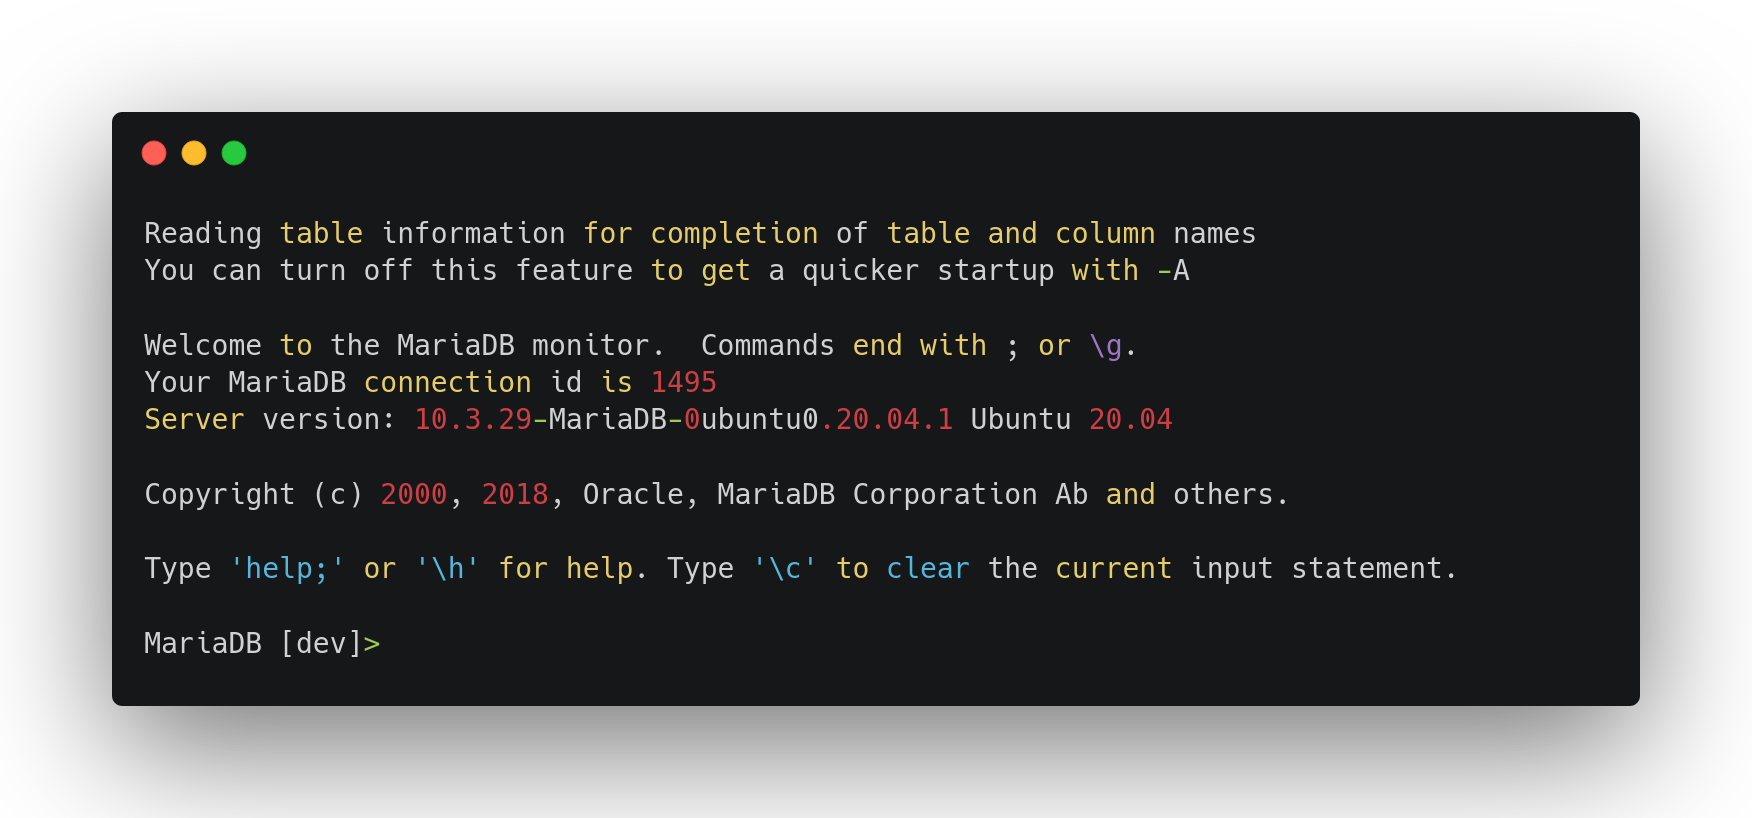 Reading table information for completion of table and column names
You can turn off this feature to get a quicker startup with -A
Welcome to the MariaDB monitor.  Commands end with ; or \g.
Your MariaDB connection id is 1495
Server version: 10.3.29-MariaDB-0ubuntu0.20.04.1 Ubuntu 20.04
Copyright (c) 2000, 2018, Oracle, MariaDB Corporation Ab and others.
Type 'help;' or '\h' for help. Type '\c' to clear the current input statement.
MariaDB [dev]>